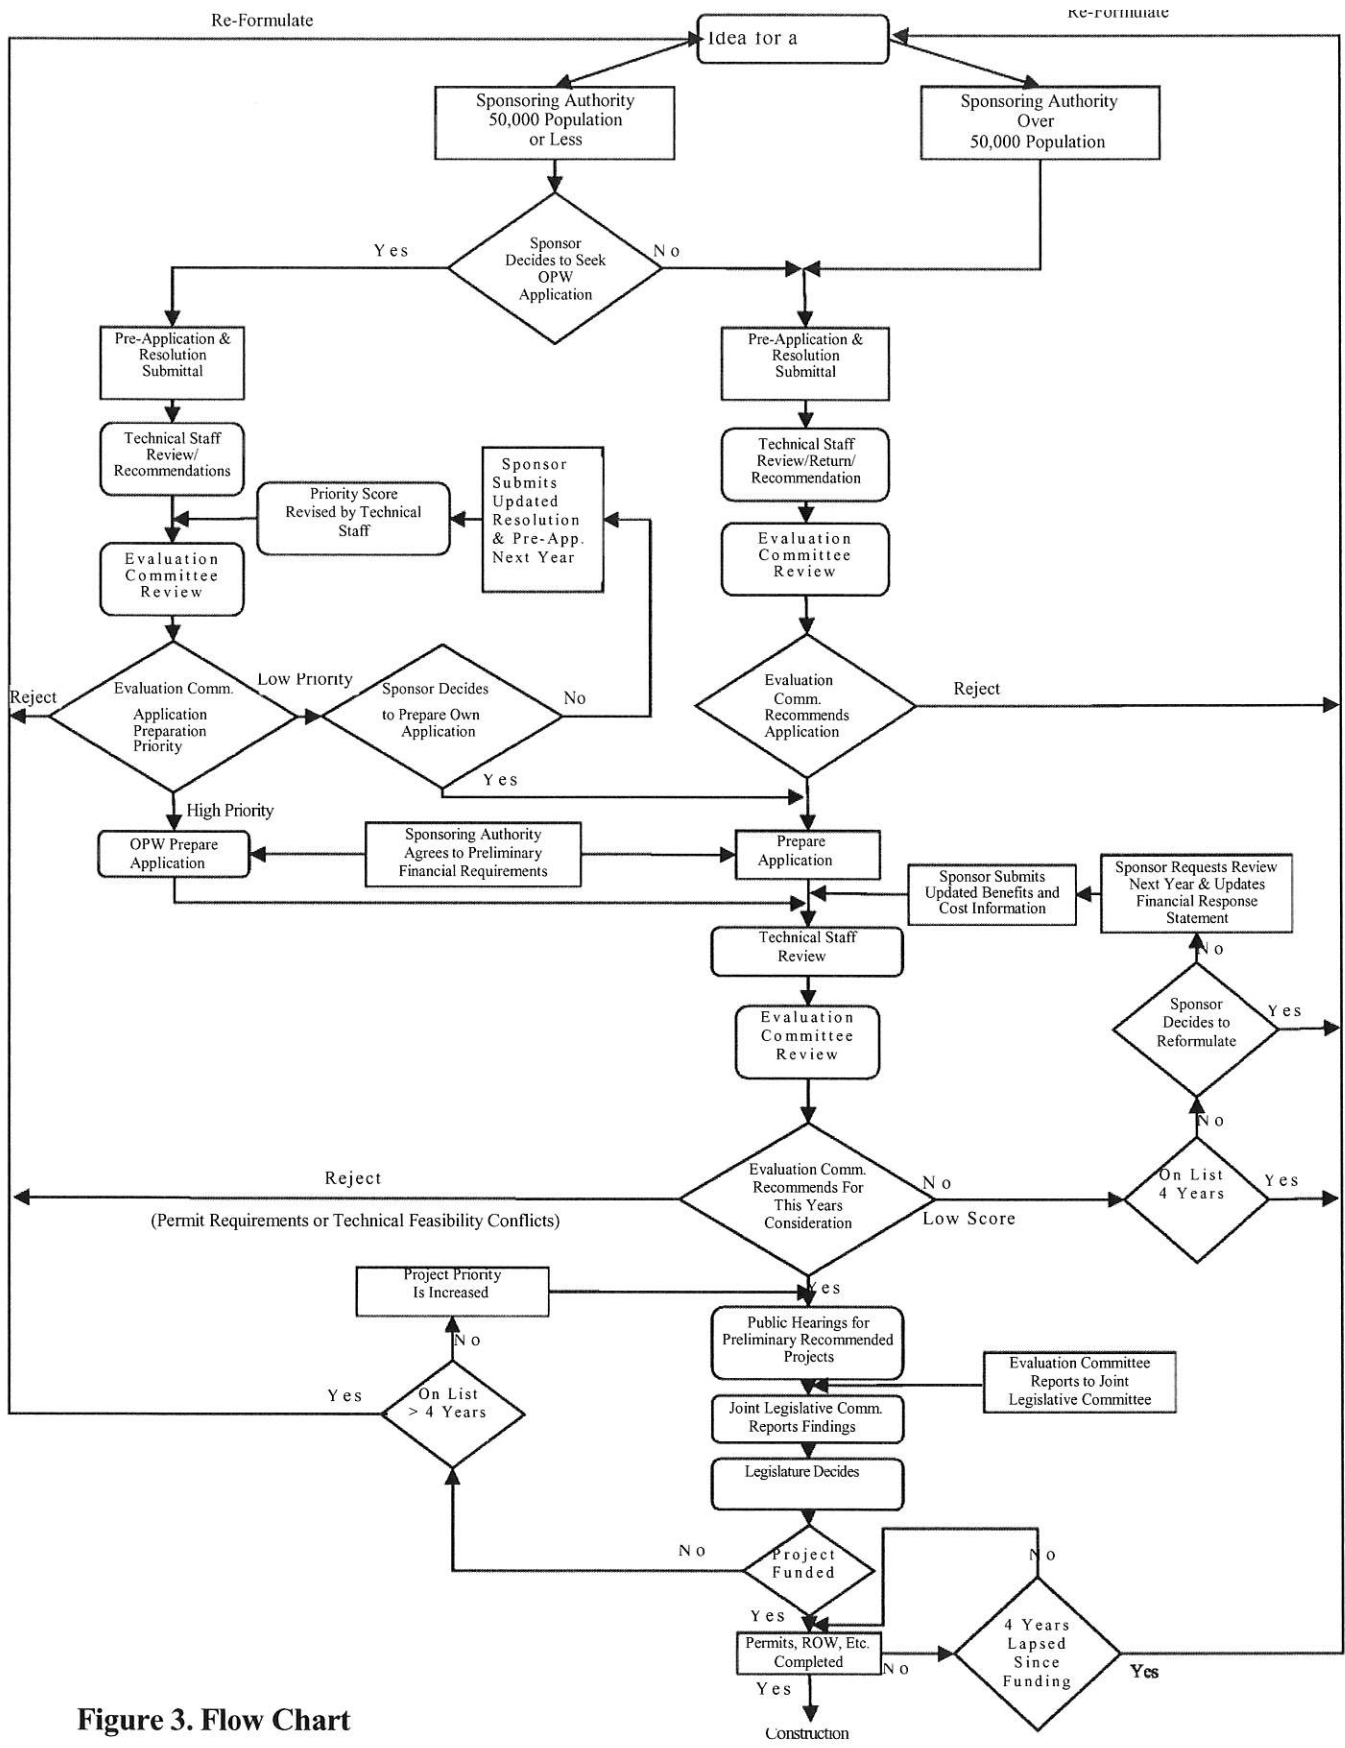 Re-Formulate
Re-Formulate
Idea for a
Sponsoring Authority
50,000 Population
or Less
Sponsoring Authority
Over
50,000 Population
Yes
Sponsor
Decides to Seek
OPW
Application
No
Pre-Application &
Resolution
Submittal
Pre-Application &
Resolution
Submittal
Technical Staff
Review/
Recommendations
Priority Score
Revised by Technical
Staff
Sponsor
Submits
Updated
Resolution
& Pre-App.
Next Year
Technical Staff
Review/Return/
Recommendation
Evaluation
Committee
Review
Evaluation
Committee
Review
Reject
Evaluation Comm.
Application
Preparation
Priority
Low Priority
Sponsor Decides
to Prepare Own
Application
No
Yes
Evaluation
Comm.
Recommends
Application
Reject
High Priority
OPW Prepare
Application
Sponsoring Authority
Agrees to Preliminary
Financial Requirements
Prepare
Application
Sponsor Submits
Updated Benefits and
Cost Information
Sponsor Requests Review
Next Year & Updates
Financial Response
Statement
No
Technical Staff
Review
Sponsor
Decides to
Reformulate
Yes
Evaluation
Committee
Review
No
Reject
(Permit Requirements or Technical Feasibility Conflicts)
Evaluation Comm.
Recommends For
This Years
Consideration
No
Low Score
On List
4 Years
Yes
Project Priority
Is Increased
Yes
No
Public Hearings for
Preliminary Recommended
Projects
Yes
On List
> 4 Years
Evaluation Committee
Reports to Joint
Legislative Committee
Joint Legislative Comm.
Reports Findings
Legislature Decides
No
Project
Funded
No
Yes
Permits, ROW, Etc.
Completed
No
4 Years
Lapsed
Since
Funding
Yes
Yes
Construction
Figure 3. Flow Chart